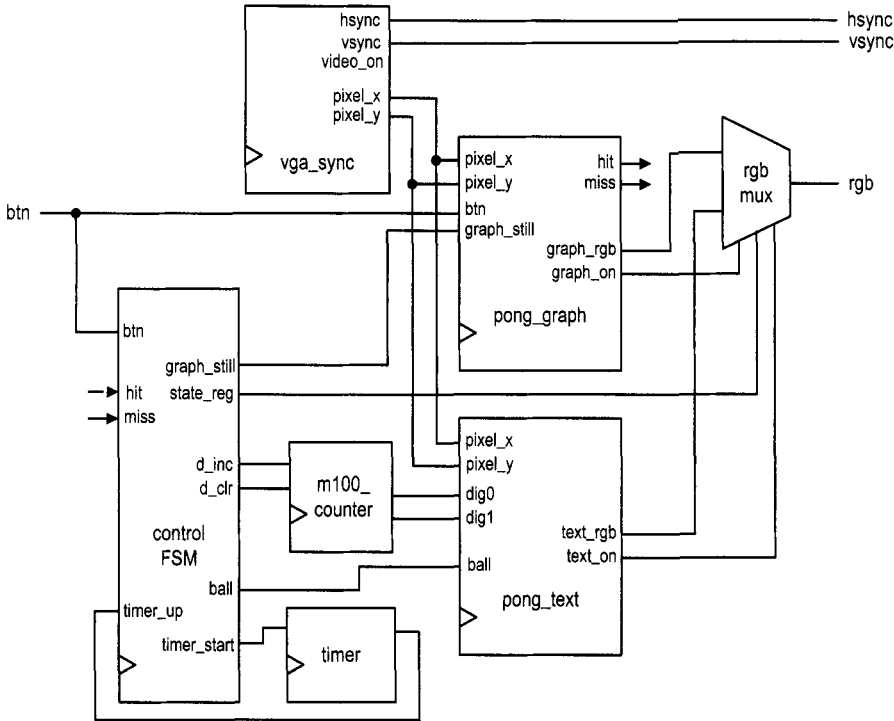 hsync
vsync
video_on
pixel_x
pixel_y
vga_sync
hsync
vsync
btn
pixel_x
pixel_y
btn
graph_still
hit
miss
graph_rgb
graph_on
pong_graph
rgb
mux
rgb
btn
graph_still
hit
state_reg
miss
d_inc
d_clr
control
FSM
ball
timer_up
timer_start
m100_
counter
timer
pixel_x
pixel_y
dig0
dig1
ball
text_rgb
text_on
pong_text